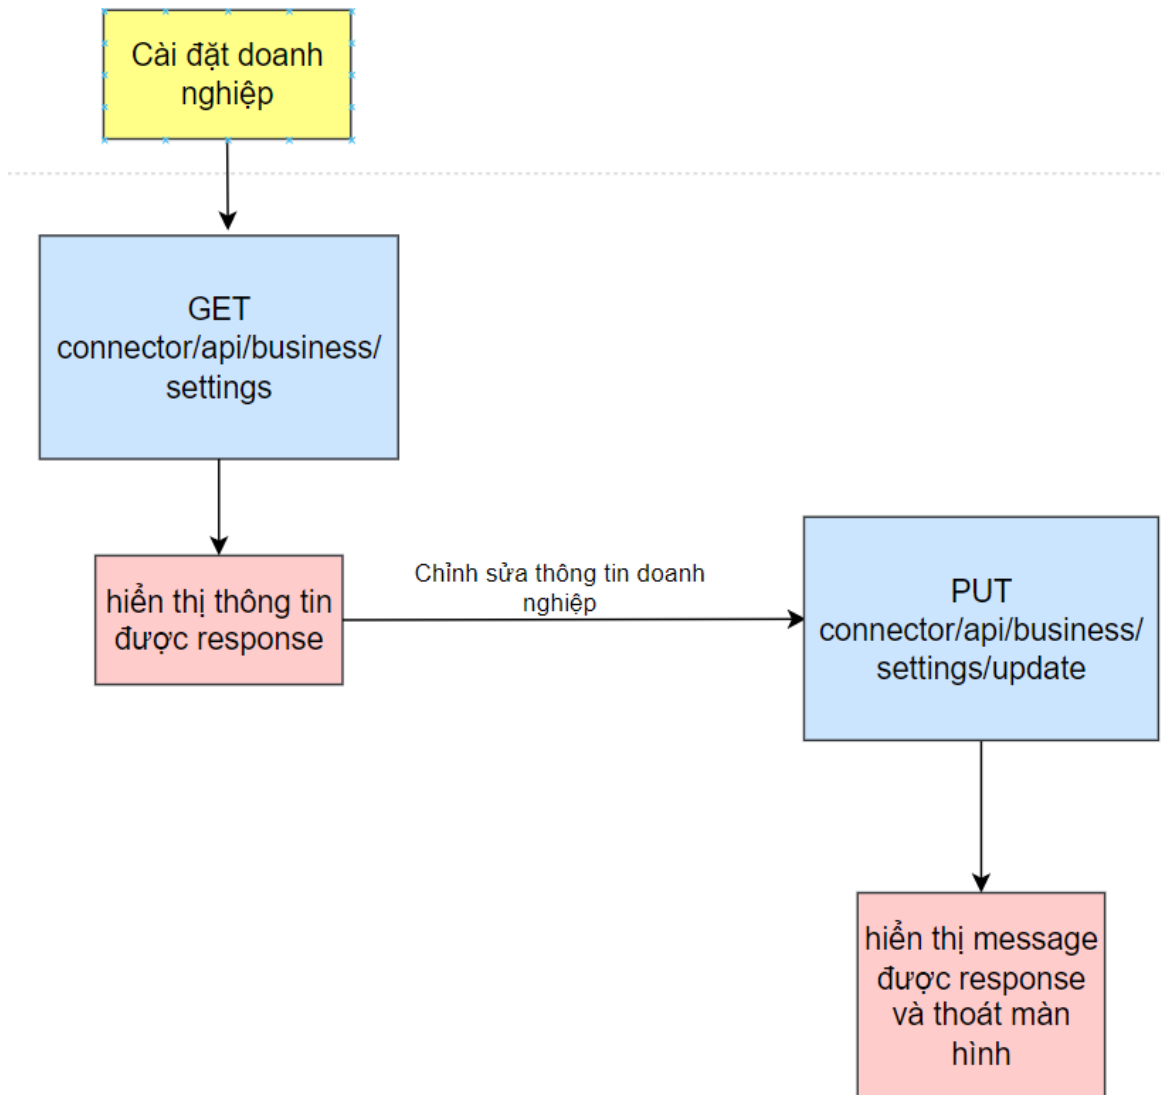 Cài đặt doanh
nghiệp
GET
connector/api/business/
settings
hiển thị thông tin
được response
Chỉnh sửa thông tin doanh
nghiệp
PUT
connector/api/business/
settings/update
hiển thị message
được response
và thoát màn
hình